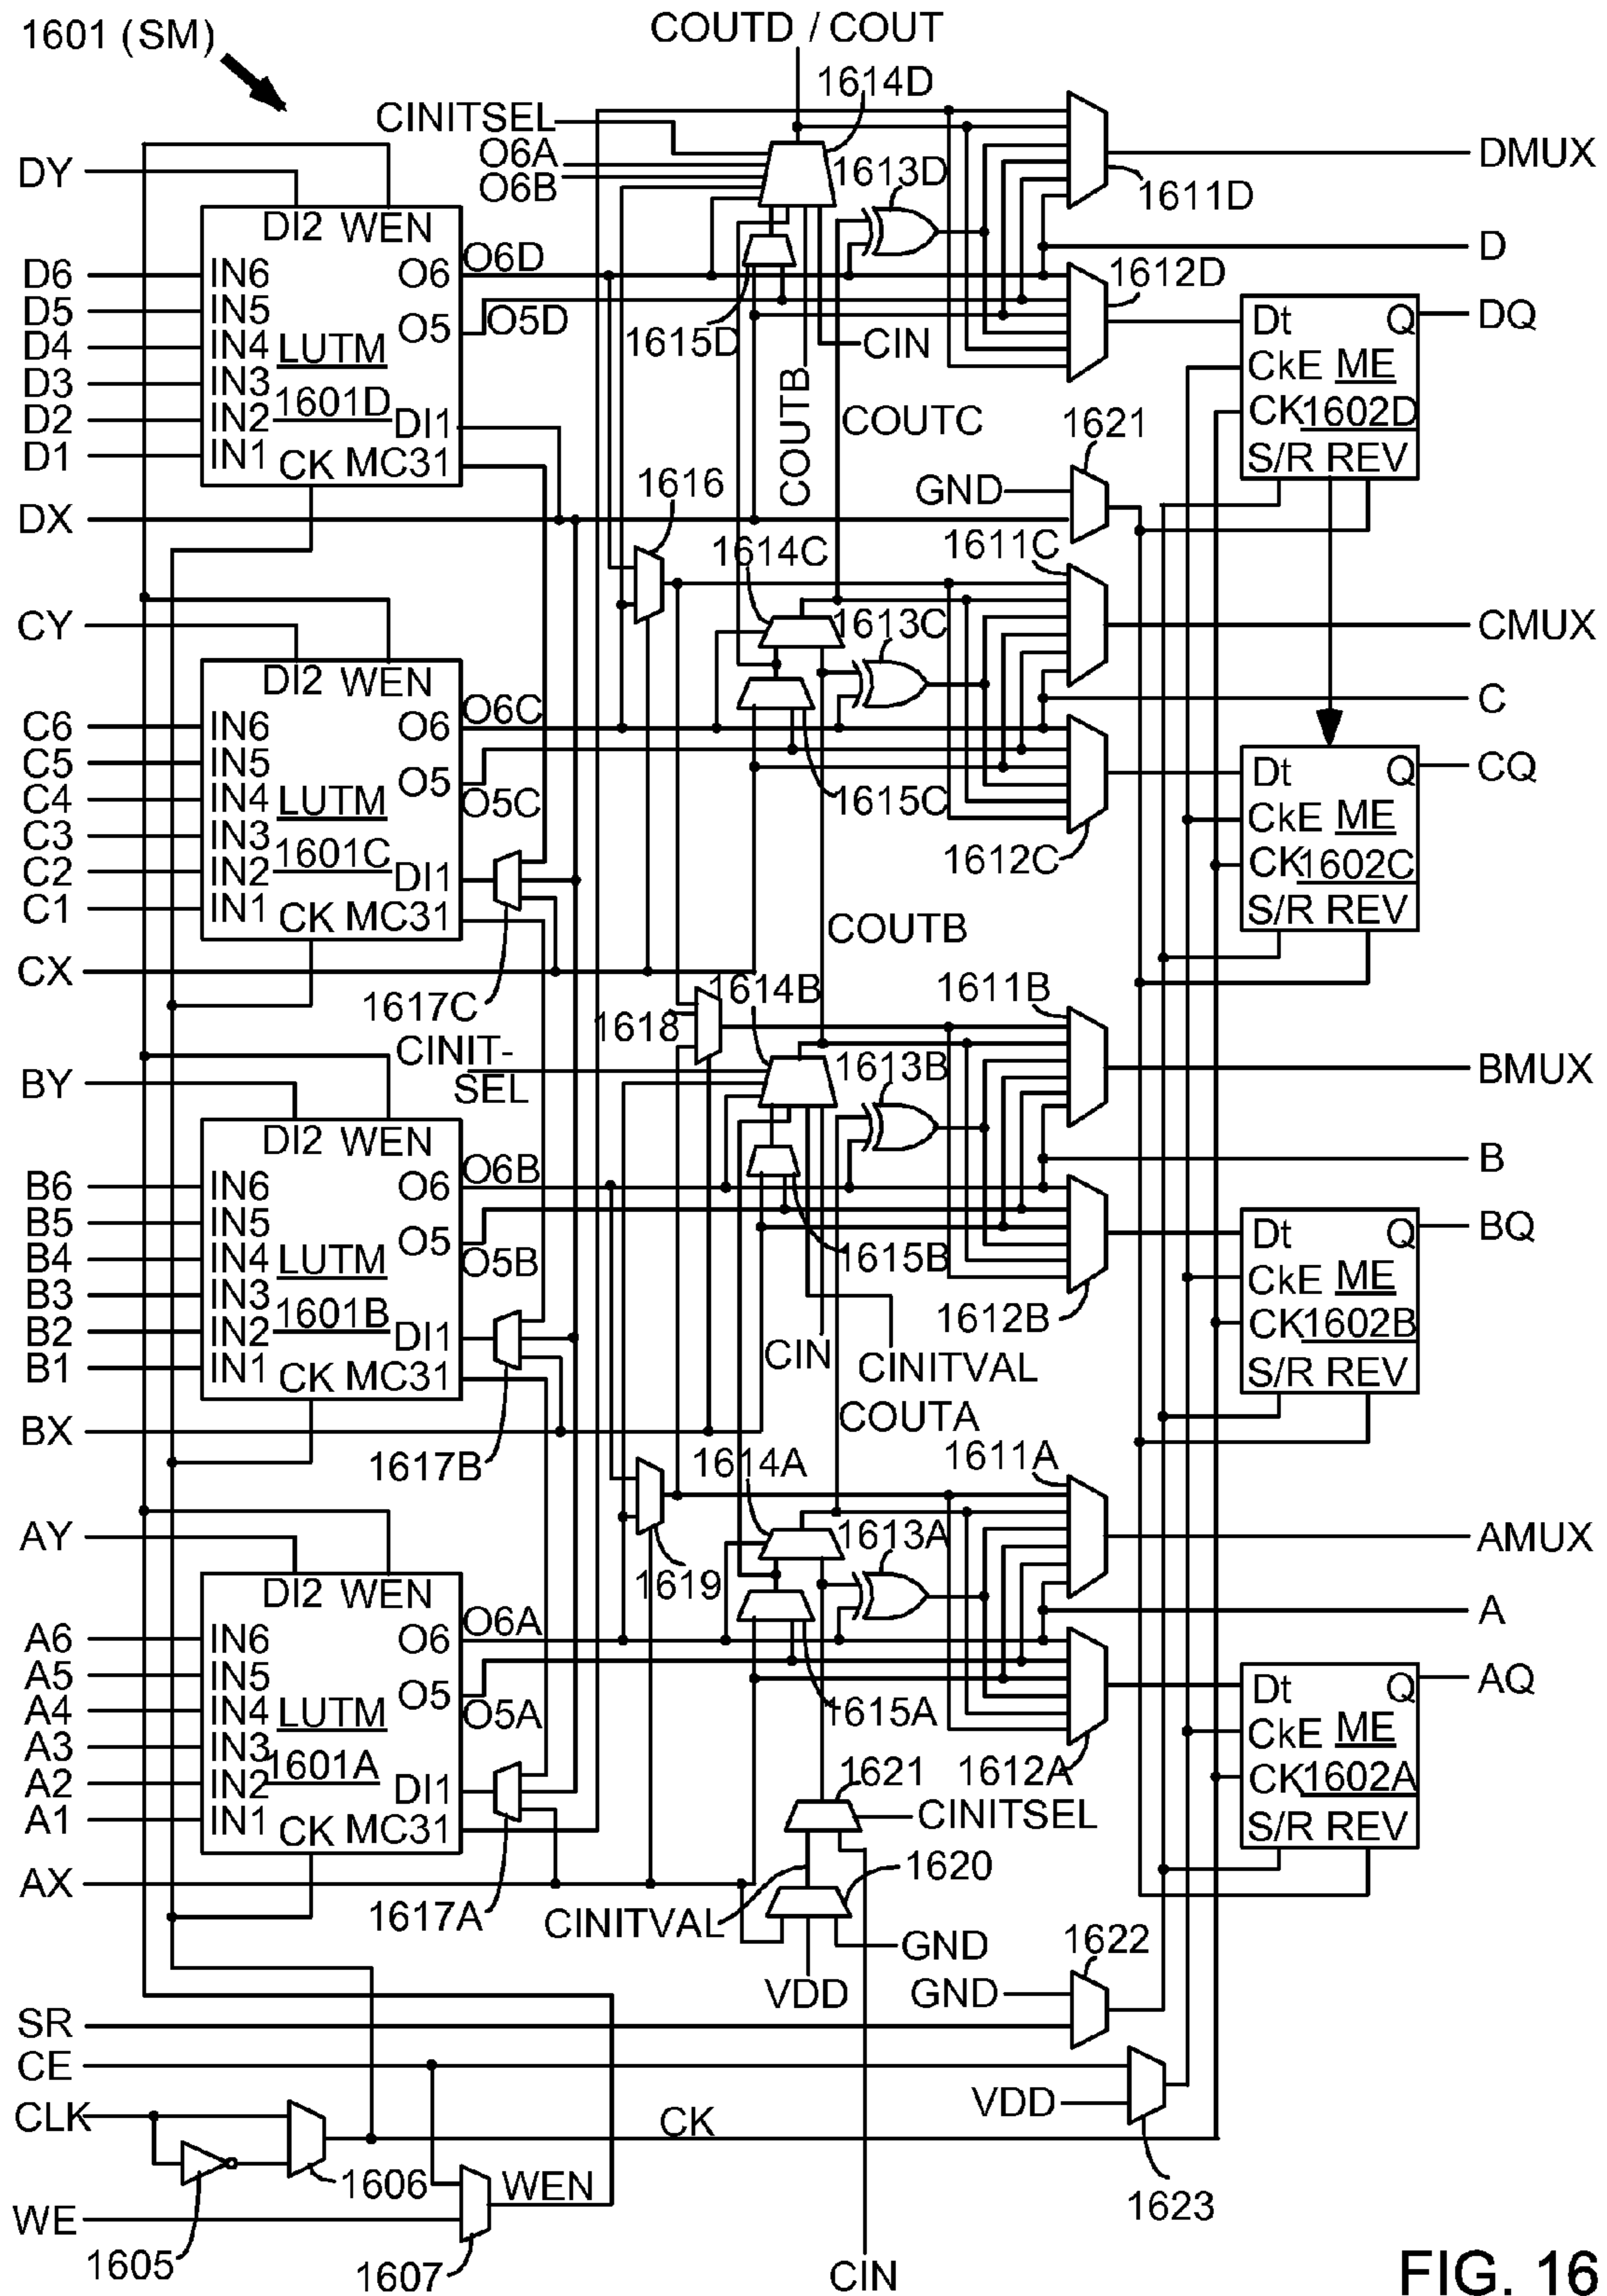 1601 (SM)
COUTD / COUT
1614D
CINITSEL
O6A
O6B
1613D
DMUX
1611D
DY
DI2 WEN
D6
D5
D4
D3
D2
D1
IN6
IN5
IN4
IN3
IN2
IN1
LUTM
1601D
O6
O5
DI1
CK MC31
O6D
O5D
1615D
CIN
COUTB
COUTC
D
1612D
Dt Q
CkE ME
CK 1602D
S/R REV
DQ
DX
1616
GND
1621
1614C
1611C
1613C
CMUX
CY
DI2 WEN
C6
C5
C4
C3
C2
C1
IN6
IN5
IN4
IN3
IN2
IN1
LUTM
1601C
O6
O5
DI1
CK MC31
O6C
O5C
1615C
C
1612C
Dt Q
CkE ME
CK 1602C
S/R REV
CQ
CX
1617C
COUTB
1614B
1618
1611B
CINIT-
SEL
1613B
BMUX
BY
DI2 WEN
B6
B5
B4
B3
B2
B1
IN6
IN5
IN4
IN3
IN2
IN1
LUTM
1601B
O6
O5
DI1
CK MC31
O6B
O5B
1615B
B
1612B
CIN
CINITVAL
COUTA
Dt Q
CkE ME
CK 1602B
S/R REV
BQ
BX
1617B
1614A
1611A
1613A
1619
AMUX
AY
DI2 WEN
A6
A5
A4
A3
A2
A1
IN6
IN5
IN4
IN3
IN2
IN1
LUTM
1601A
O6
O5
DI1
CK MC31
O6A
O5A
1615A
A
1612A
1621
CINITSEL
Dt Q
CkE ME
CK 1602A
S/R REV
AQ
AX
1617A
CINITVAL
1620
GND
VDD
GND
1622
SR
CE
VDD
CLK
CK
1606
1623
WEN
WE
1605
1607
CIN
FIG. 16